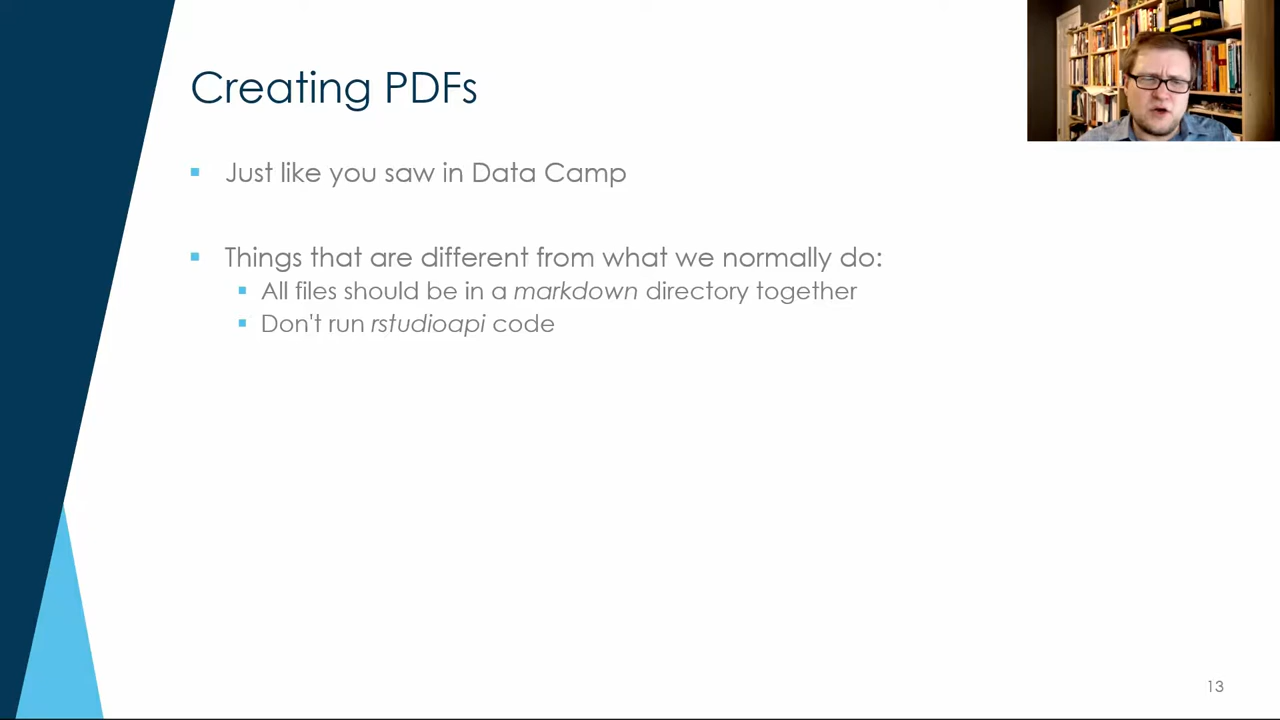 Creating PDFs
▪ Just like you saw in Data Camp
▪ Things that are different from what we normally do:
▪ All files should be in a markdown directory together
▪ Don't run rstudioapi code
13